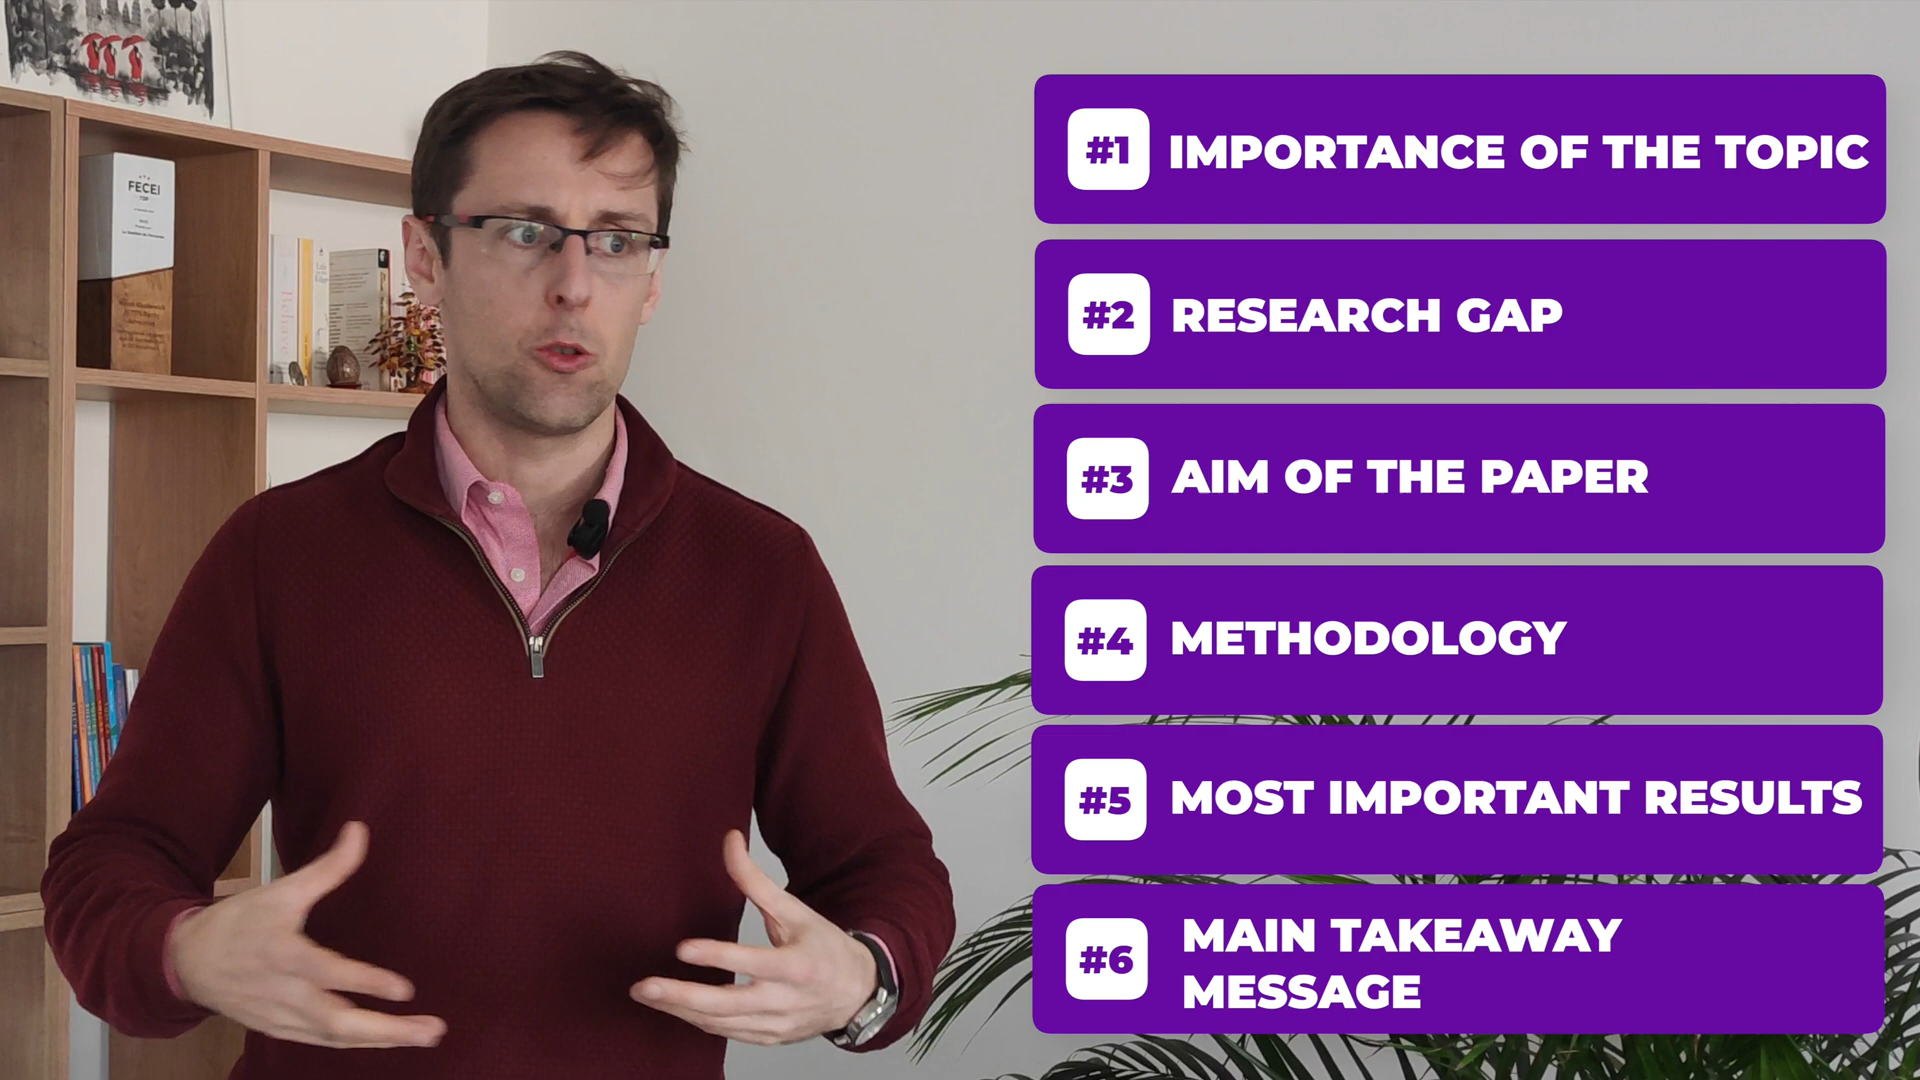 FECEI
TOP
#1 IMPORTANCE OF THE TOPIC
#2 RESEARCH GAP
#3 AIM OF THE PAPER
#4 METHODOLOGY
#5 MOST IMPORTANT RESULTS
#6 MAIN TAKEAWAY
MESSAGE